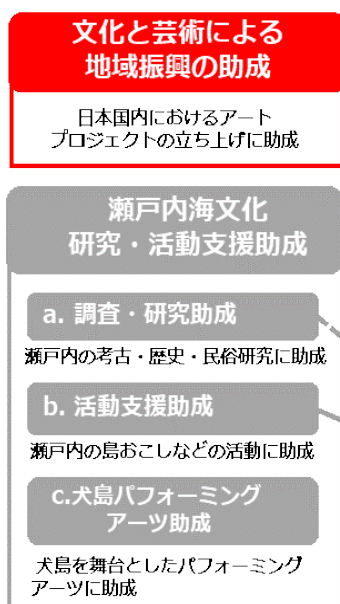 文化と芸術による
地域振興の助成
日本国内におけるアート
プロジェクトの立ち上げに助成
瀬戸内海文化
研究・活動支援助成
a. 調査・研究助成
瀬戸内の考古・歴史・民俗研究に助成
b. 活動支援助成
瀬戸内の島おこしなどの活動に助成
c.犬島パフォーミング
アーツ助成
犬島を舞台としたパフォーミング
アーツに助成